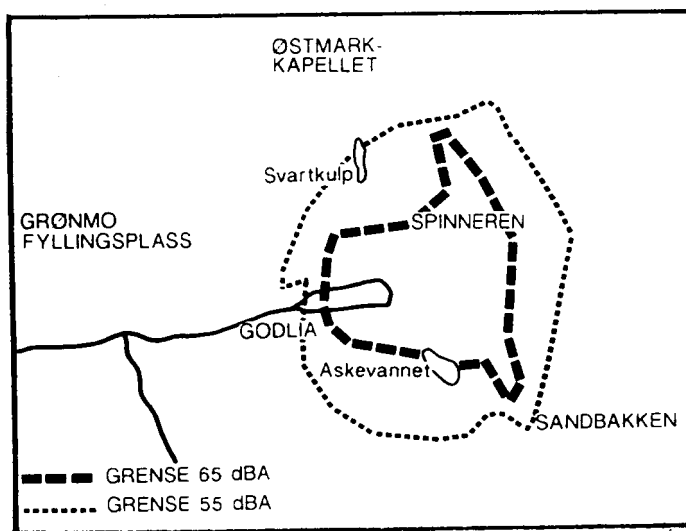 ØSTMARK-
KAPELLET
Svartkulp
GRØNMO
FYLLINGSPLASS
SPINNEREN
GODLIA
Askevannet
SANDBAKKEN
GRENSE 65 dBA
GRENSE 55 dBA